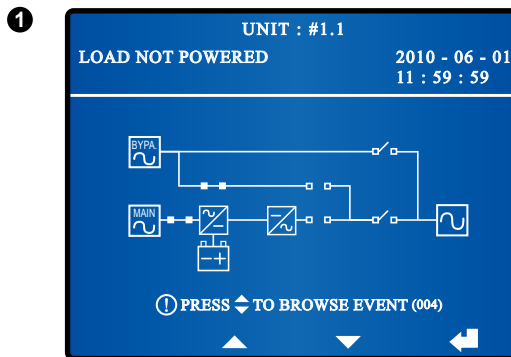 ❶
UNIT : #1.1
LOAD NOT POWERED
2010 - 06 - 01
11 : 59 : 59
BYPA.
MAIN
! PRESS TO BROWSE EVENT (004)